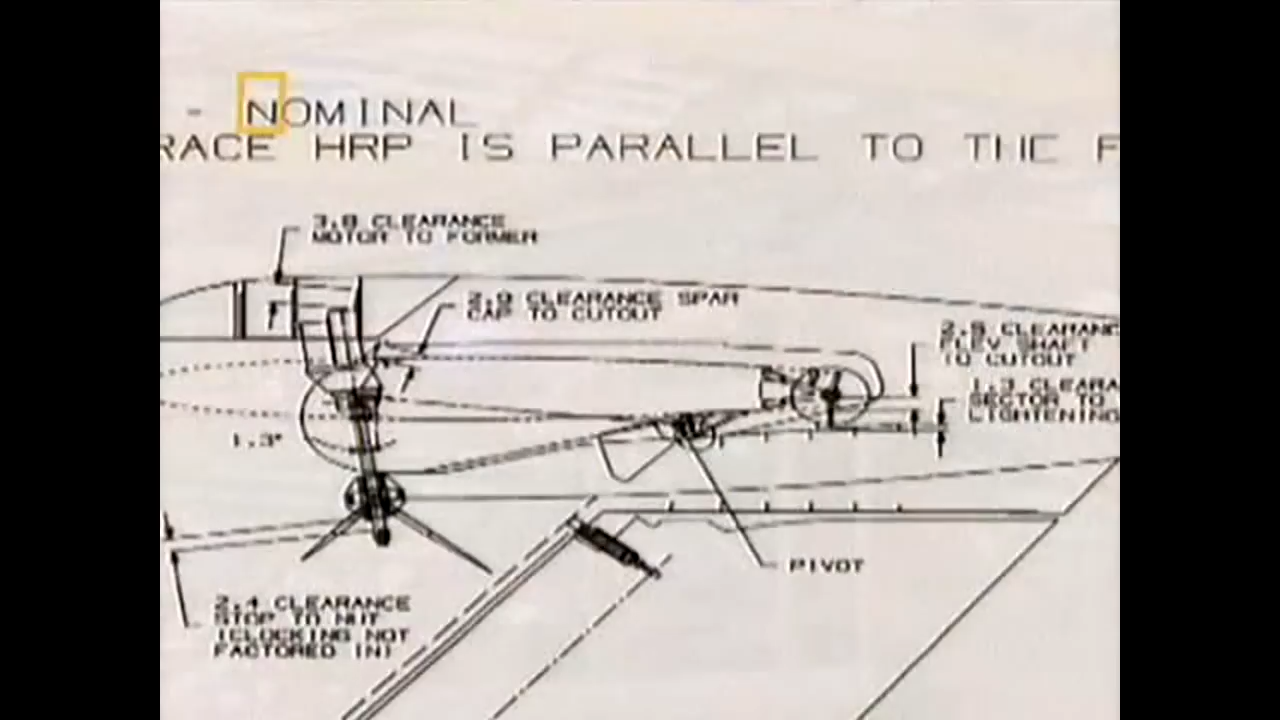 - NOMINAL
RACE HRP IS PARALLEL TO THE F
3.8 CLEARANCE
MOTOR TO FORMER
2.9 CLEARANCE SPAR
CAP TO CUTOUT
2.5 CLEARANC
ELEV SHAFT
TO CUTOUT
1.3 CLEARA
SECTOR TO
LIGHTENING
1.3°
PIVOT
2.4 CLEARANCE
STOP TO NUT
(CLOCKING NOT
FACTORED IN)